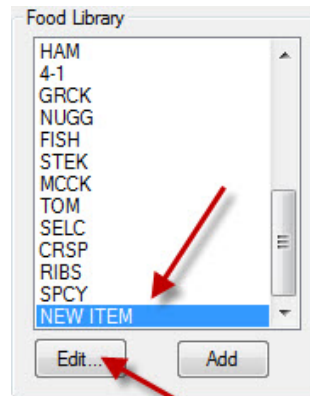 Food Library
HAM
4-1
GRCK
NUGG
FISH
STEK
MCCK
TOM
SELC
CRSP
RIBS
SPCY
NEW ITEM
Edit... Add